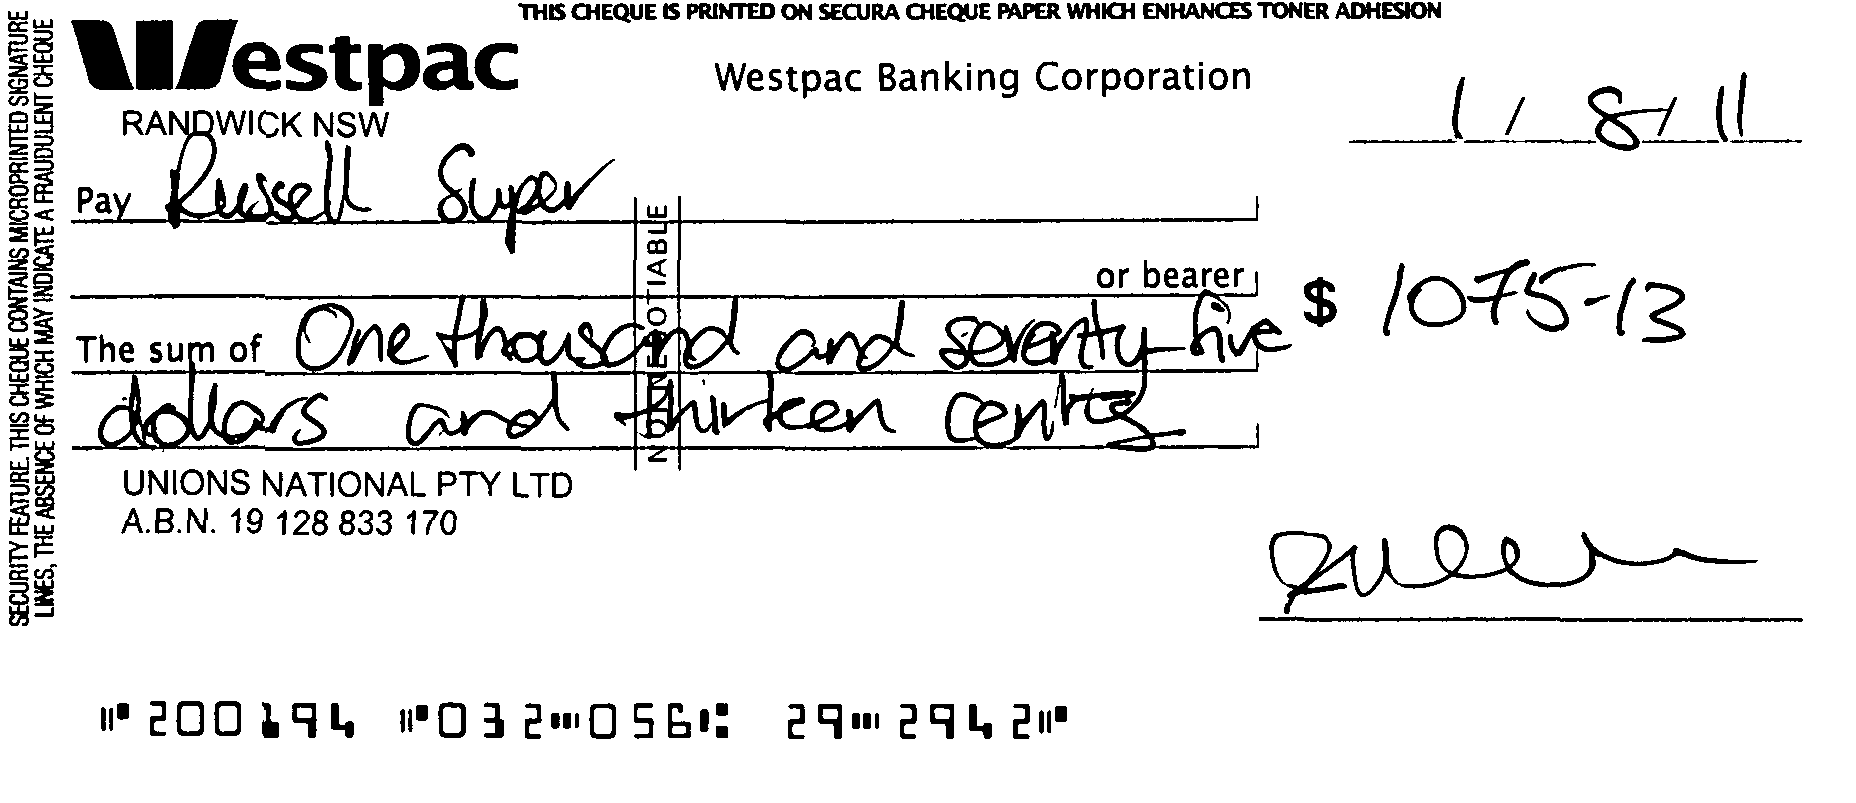 THIS CHEQUE IS PRINTED ON SECURA CHEQUE PAPER WHICH ENHANCES TONER ADHESION
SECURITY FEATURE. THIS CHEQUE CONTAINS MICROPRINTED SIGNATURE
LINES, THE ABSENCE OF WHICH MAY INDICATE A FRAUDULENT CHEQUE
Westpac
Westpac Banking Corporation
RANDWICK NSW
1 / 8 / 11
Pay Russell Super
NOT NEGOTIABLE
or bearer
$ 1075-13
The sum of One thousand and seventy-five
dollars and thirteen cents
UNIONS NATIONAL PTY LTD
A.B.N. 19 128 833 170
⑈200194 ⑈032⑉056⑆ 29⑉2942⑈